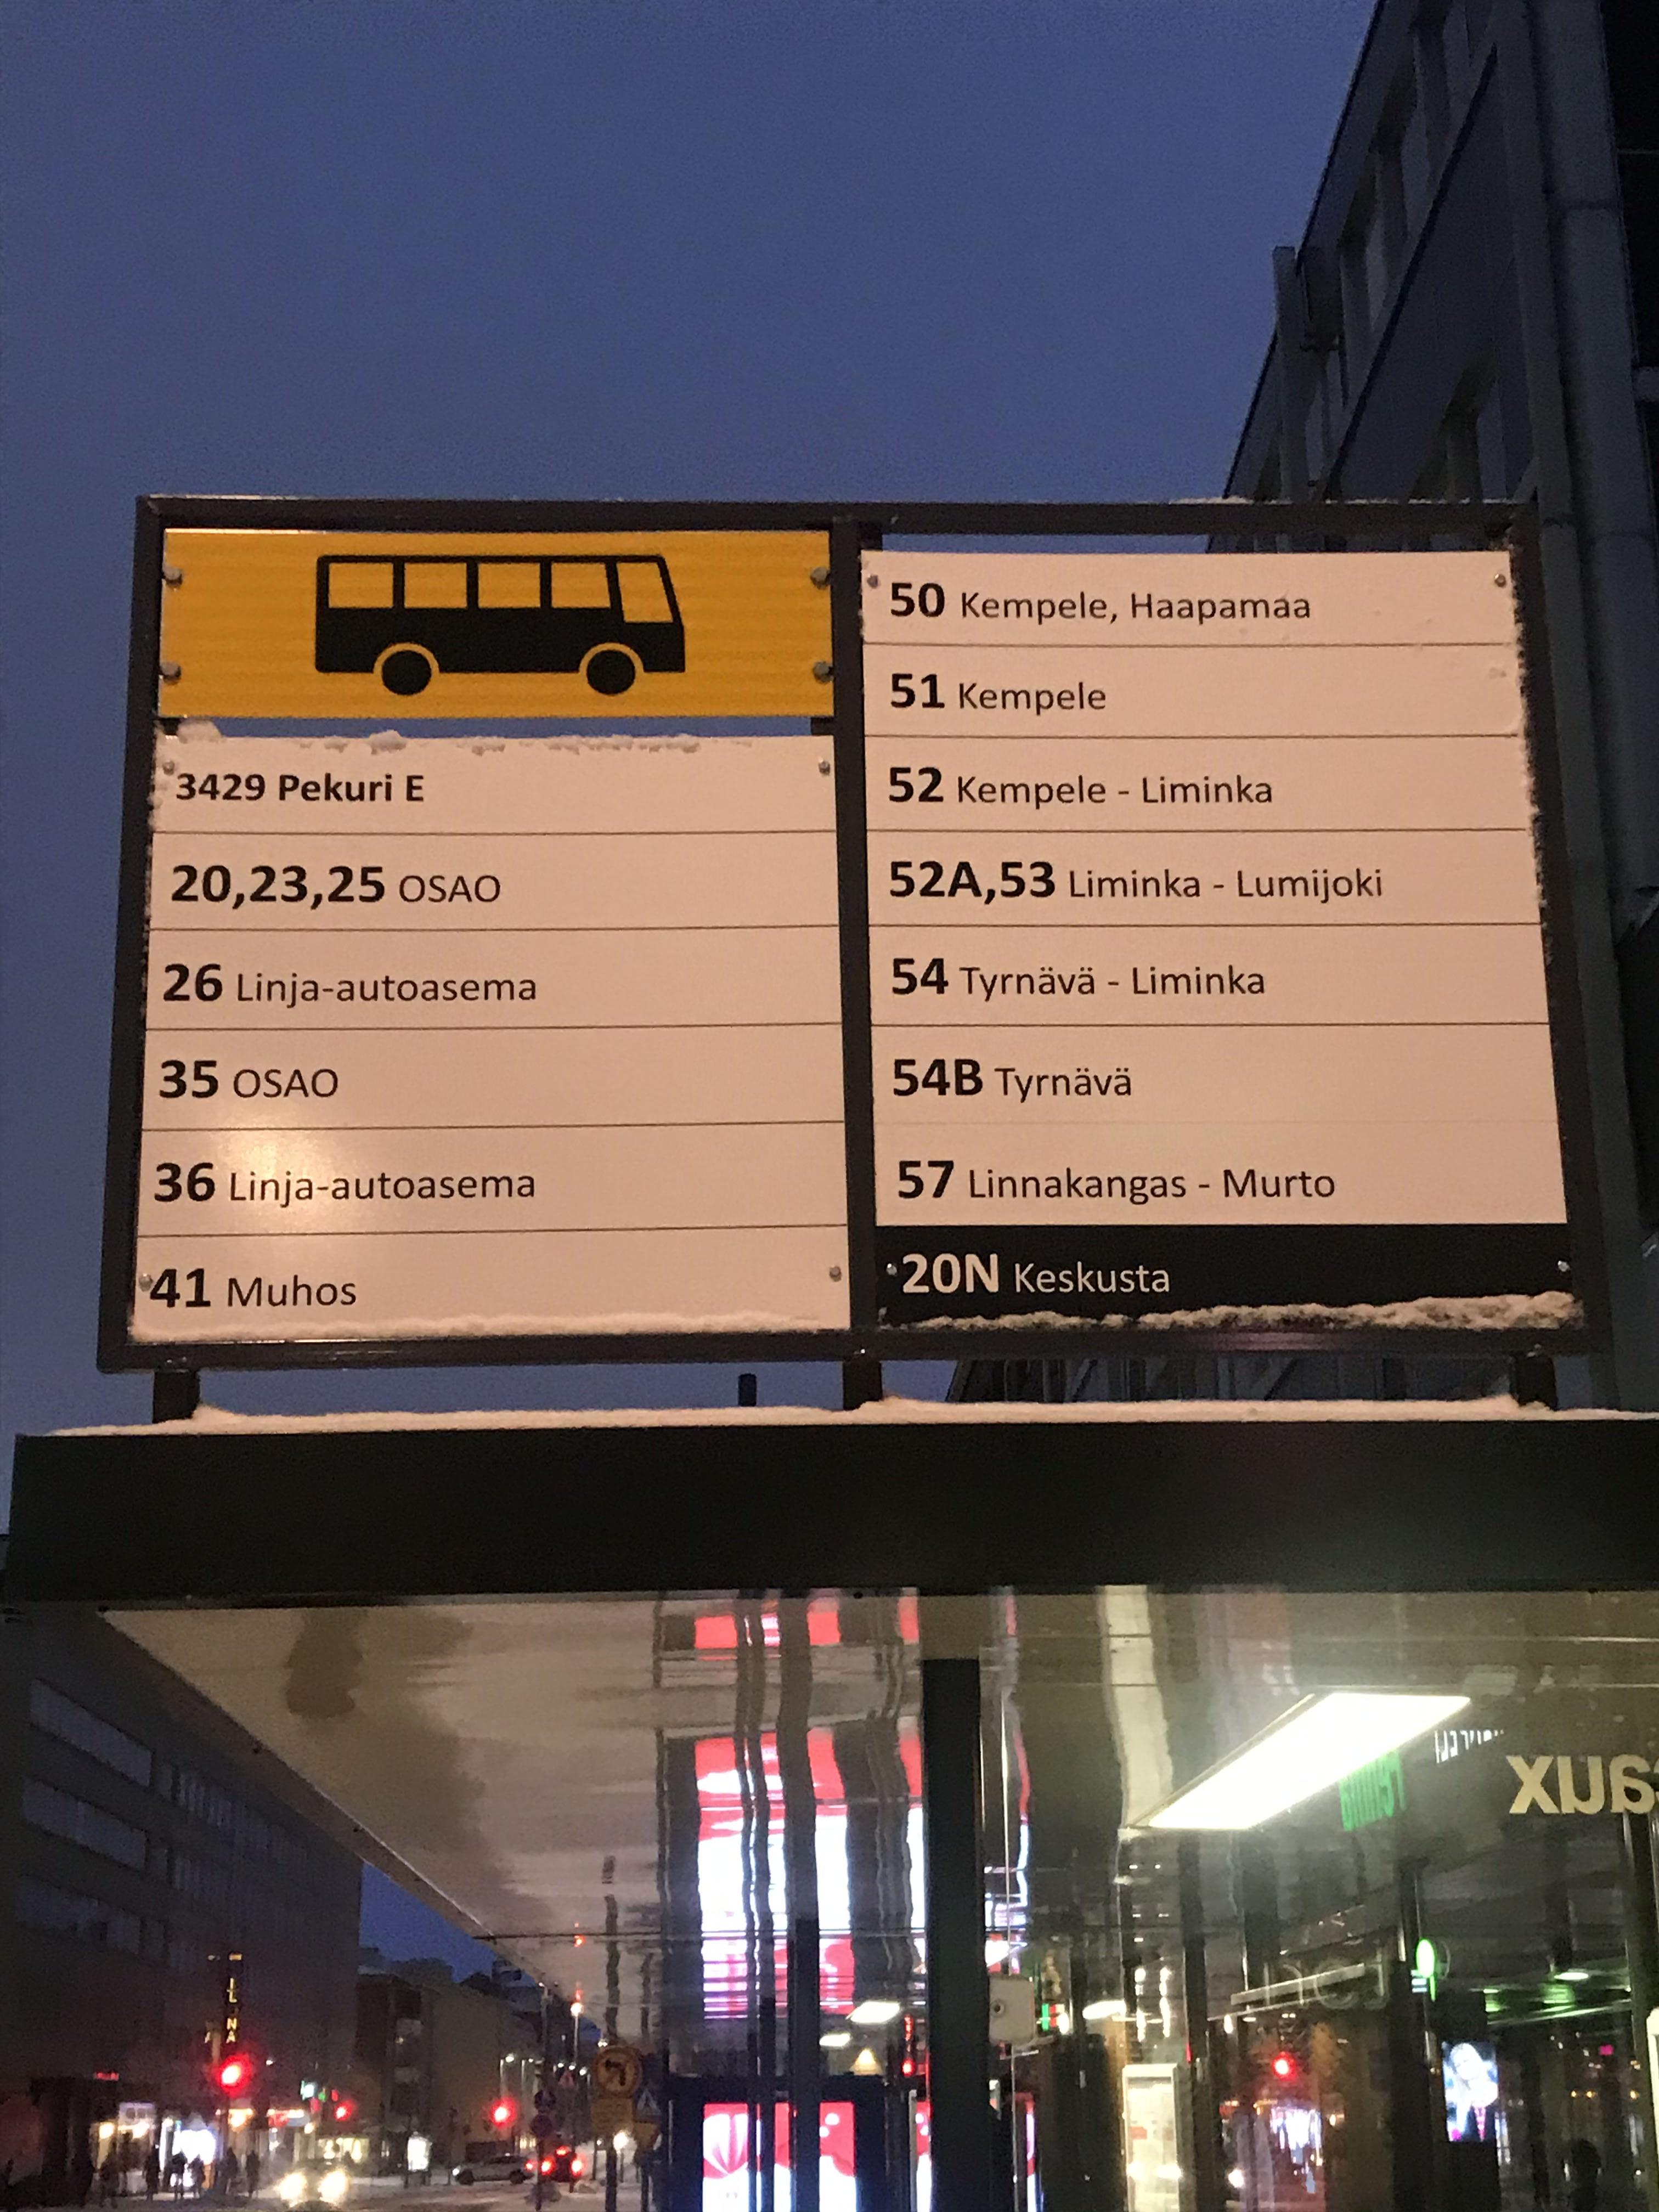 3429 Pekuri E
20,23,25 OSAO
26 Linja-autoasema
35 OSAO
36 Linja-autoasema
41 Muhos
50 Kempele, Haapamaa
51 Kempele
52 Kempele - Liminka
52A,53 Liminka - Lumijoki
54 Tyrnävä - Liminka
54B Tyrnävä
57 Linnakangas - Murto
20N Keskusta